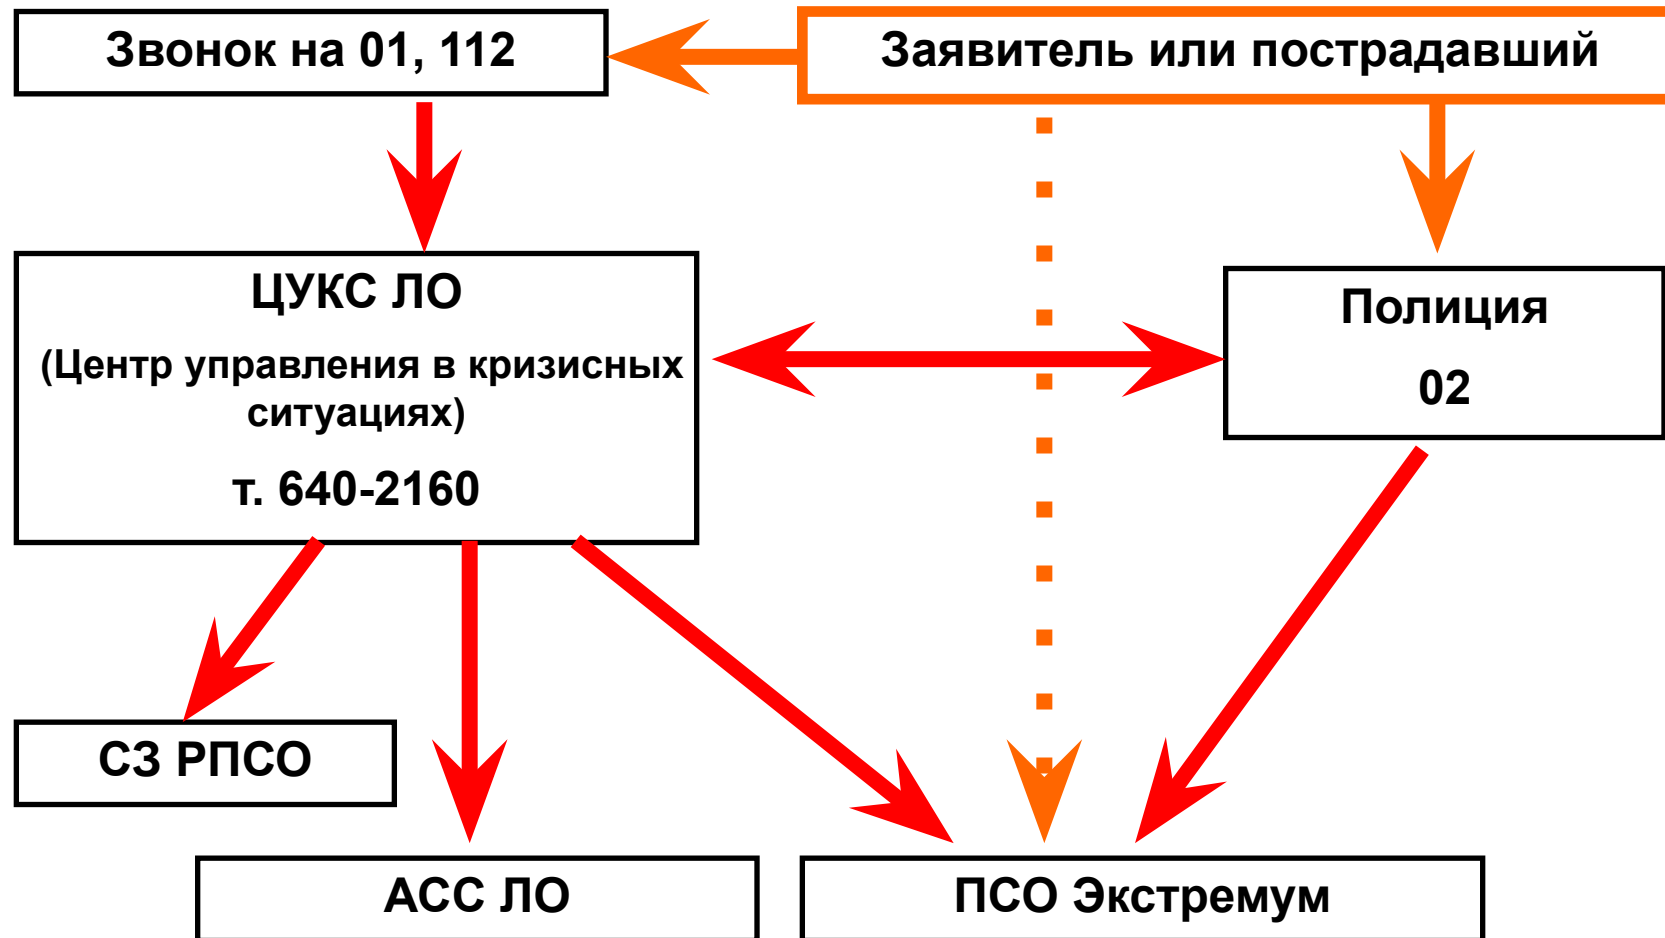 Звонок на 01, 112
Заявитель или пострадавший
ЦУКС ЛО
(Центр управления в кризисных
ситуациях)
т. 640-2160
Полиция
02
СЗ РПСО
АСС ЛО
ПСО Экстремум